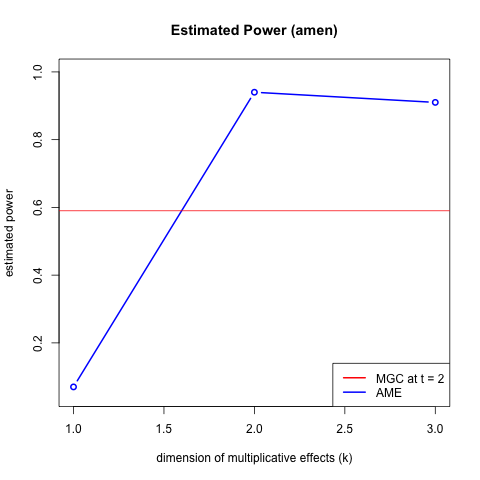 Estimated Power (amen)
estimated power
1.0
0.8
0.6
0.4
0.2
MGC at t = 2
AME
1.0 1.5 2.0 2.5 3.0
dimension of multiplicative effects (k)